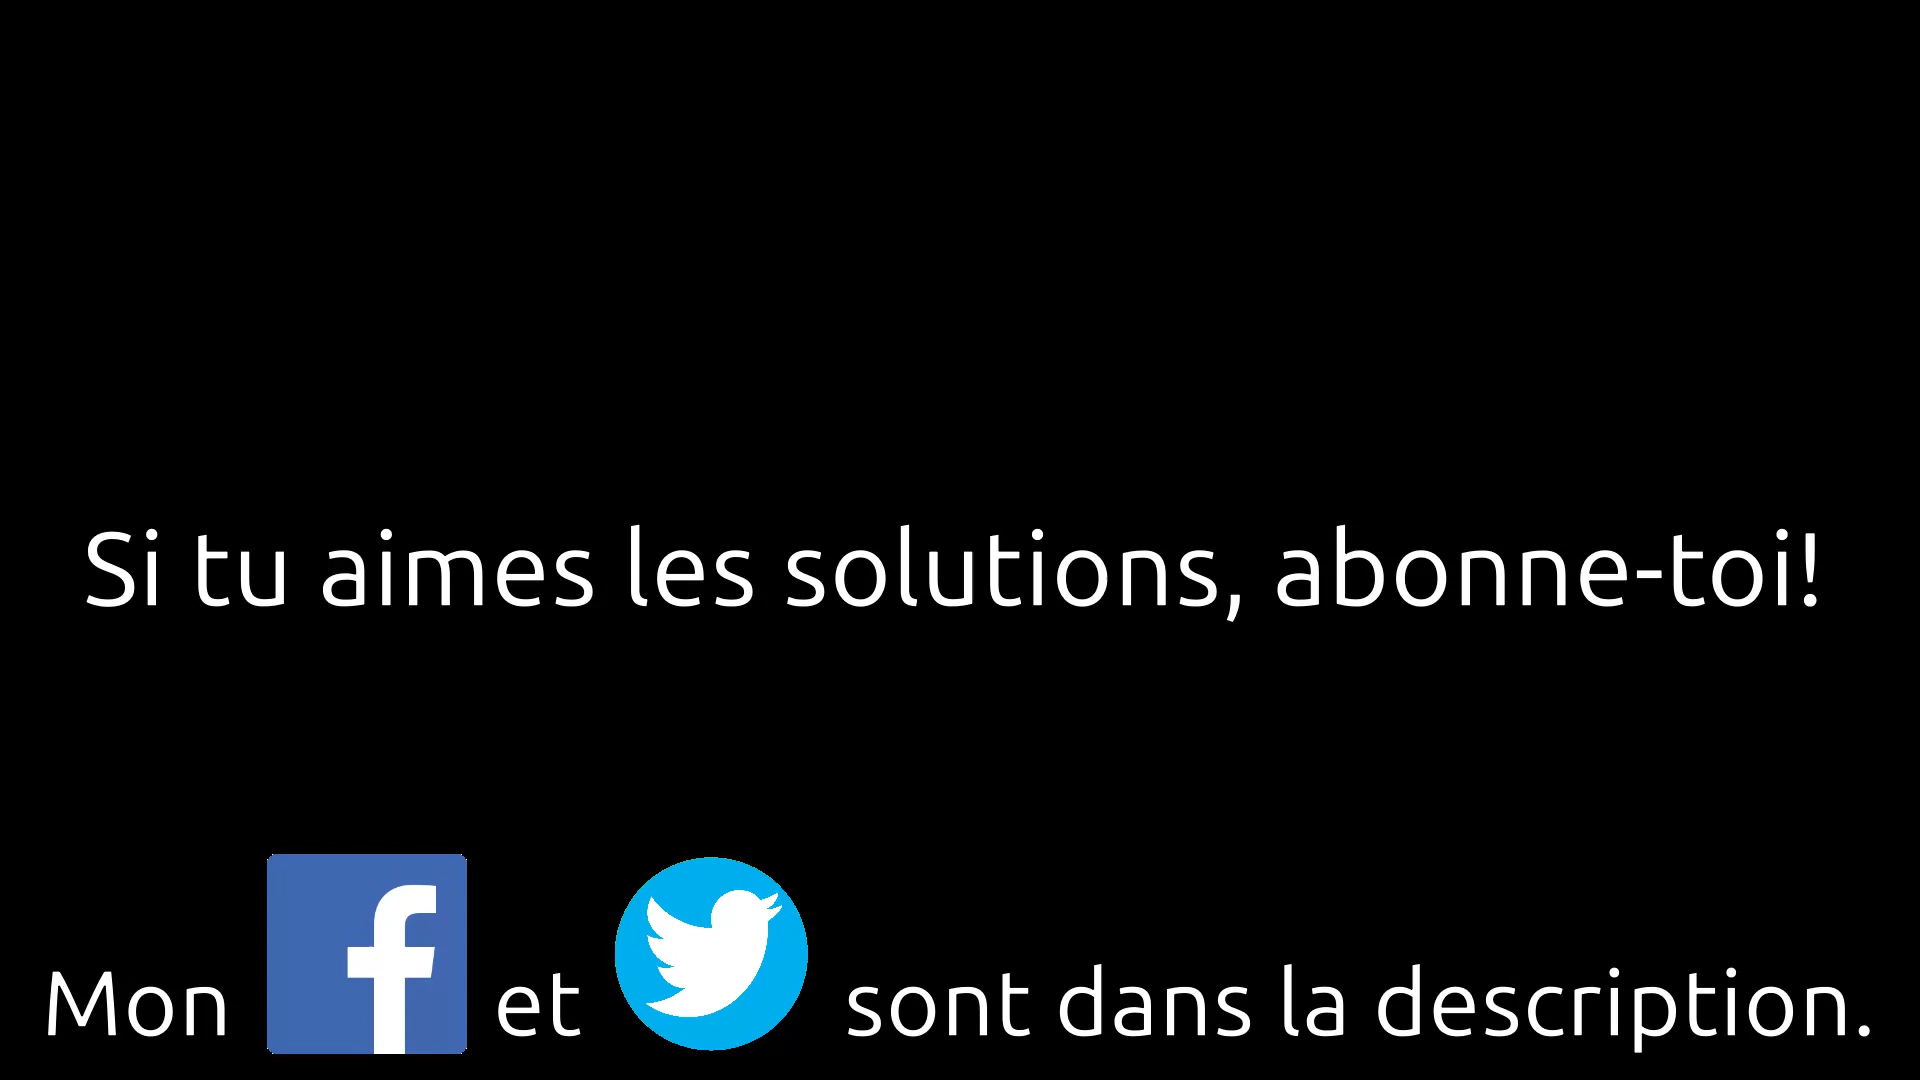 Si tu aimes les solutions, abonne-toi!
Mon f et sont dans la description.